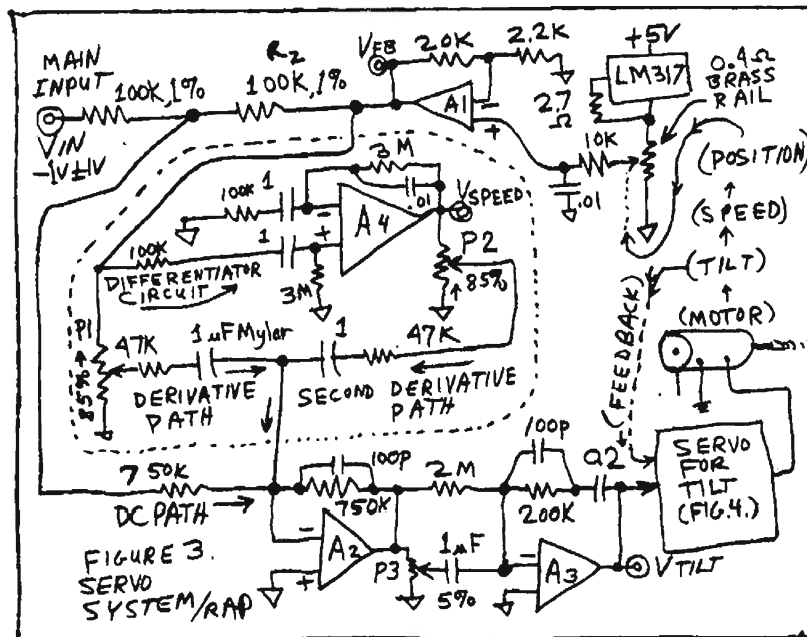 MAIN
INPUT
VIN
-1V±1V
100K, 1%
R2
100K, 1%
VFB
20K
2.2K
A1
-
+
+5V
LM317
2.7
Ω
0.4Ω
BRASS
RAIL
10K
.01
(POSITION)
(SPEED)
(TILT)
(MOTOR)
(FEEDBACK)
3M
.01
100K
1
-
+
A4
VSPEED
100K
1
DIFFERENTIATOR
CIRCUIT
3M
P2
85%
P1
85%
47K
1µF Mylar
1
47K
DERIVATIVE
PATH
SECOND DERIVATIVE
PATH
750K
DC PATH
100p
750K
-
+
A2
2M
P3
5%
1µF
100p
200K
0.2
-
+
A3
VTILT
SERVO
FOR
TILT
(FIG.4.)
FIGURE 3.
SERVO
SYSTEM/RAP